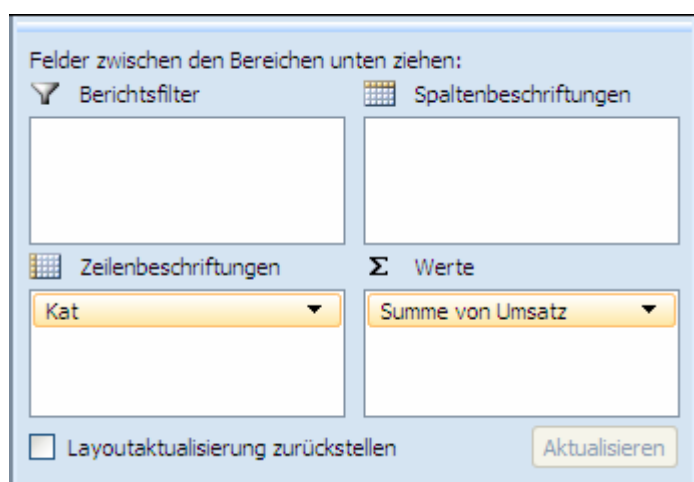 Felder zwischen den Bereichen unten ziehen:
Berichtsfilter
Spaltenbeschriftungen
Zeilenbeschriftungen
Σ Werte
Kat
Summe von Umsatz
Layoutaktualisierung zurückstellen
Aktualisieren